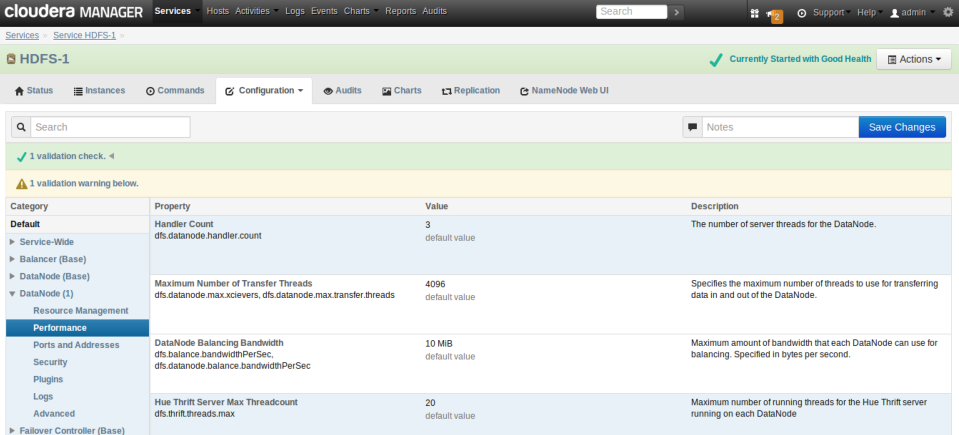 cloudera MANAGER Services Hosts Activities Logs Events Charts Reports Audits Search 2 Support Help admin
Services Service HDFS-1
HDFS-1 Currently Started with Good Health Actions
Status Instances Commands Configuration Audits Charts Replication NameNode Web UI
Search Notes Save Changes
1 validation check.
1 validation warning below.
Category Property Value Description
Default Handler Count 3 The number of server threads for the DataNode.
dfs.datanode.handler.count default value
Service-Wide
Balancer (Base)
DataNode (Base) Maximum Number of Transfer Threads 4096 Specifies the maximum number of threads to use for transferring
DataNode (1) dfs.datanode.max.xcievers, dfs.datanode.max.transfer.threads default value data in and out of the DataNode.
Resource Management
Performance
Ports and Addresses DataNode Balancing Bandwidth 10 MiB Maximum amount of bandwidth that each DataNode can use for
dfs.balance.bandwidthPerSec, default value balancing. Specified in bytes per second.
Security dfs.datanode.balance.bandwidthPerSec
Plugins
Logs Hue Thrift Server Max Threadcount 20 Maximum number of running threads for the Hue Thrift server
Advanced dfs.thrift.threads.max default value running on each DataNode
Failover Controller (Base)